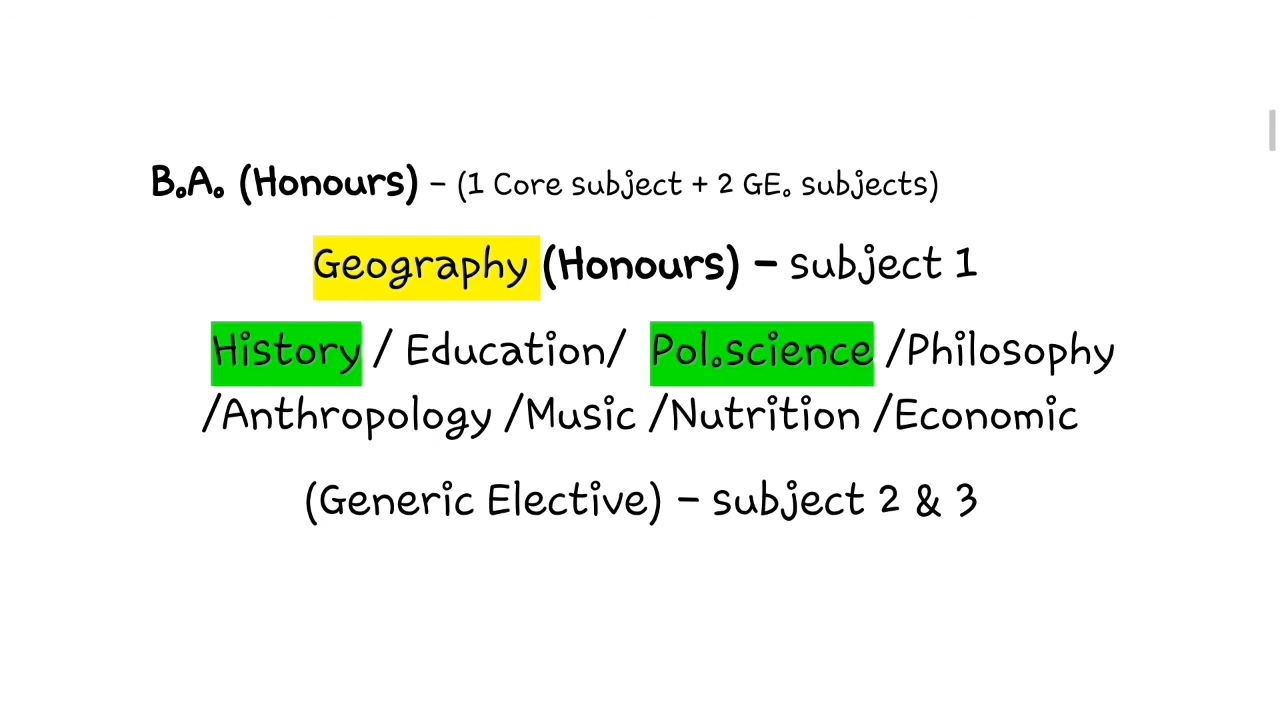 B.A. (Honours) – (1 Core subject + 2 GE. subjects)
Geography (Honours) – subject 1
History / Education/ Pol.science /Philosophy
/Anthropology /Music /Nutrition /Economic
(Generic Elective) – subject 2 & 3